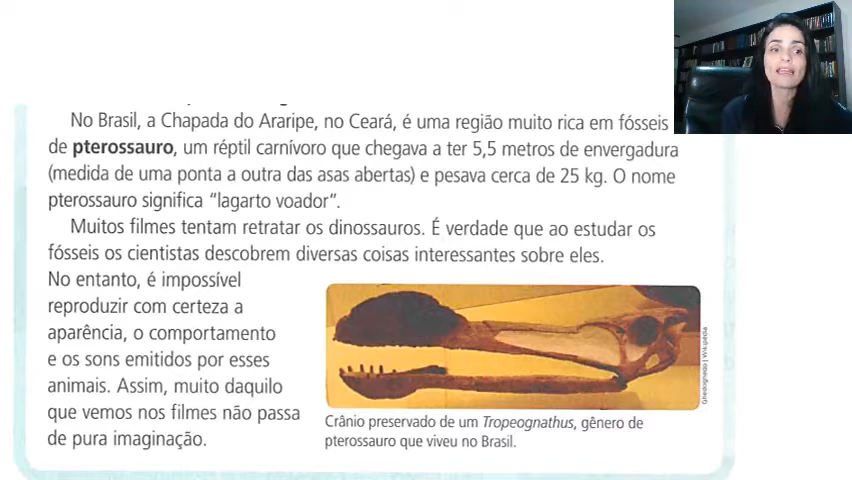 No Brasil, a Chapada do Araripe, no Ceará, é uma região muito rica em fósseis
de pterossauro, um réptil carnívoro que chegava a ter 5,5 metros de envergadura
(medida de uma ponta a outra das asas abertas) e pesava cerca de 25 kg. O nome
pterossauro significa “lagarto voador”.
Muitos filmes tentam retratar os dinossauros. É verdade que ao estudar os
fósseis os cientistas descobrem diversas coisas interessantes sobre eles.
No entanto, é impossível
reproduzir com certeza a
aparência, o comportamento
e os sons emitidos por esses
animais. Assim, muito daquilo
que vemos nos filmes não passa
de pura imaginação.
Ghedoghedo | Wikipédia
Crânio preservado de um Tropeognathus, gênero de
pterossauro que viveu no Brasil.